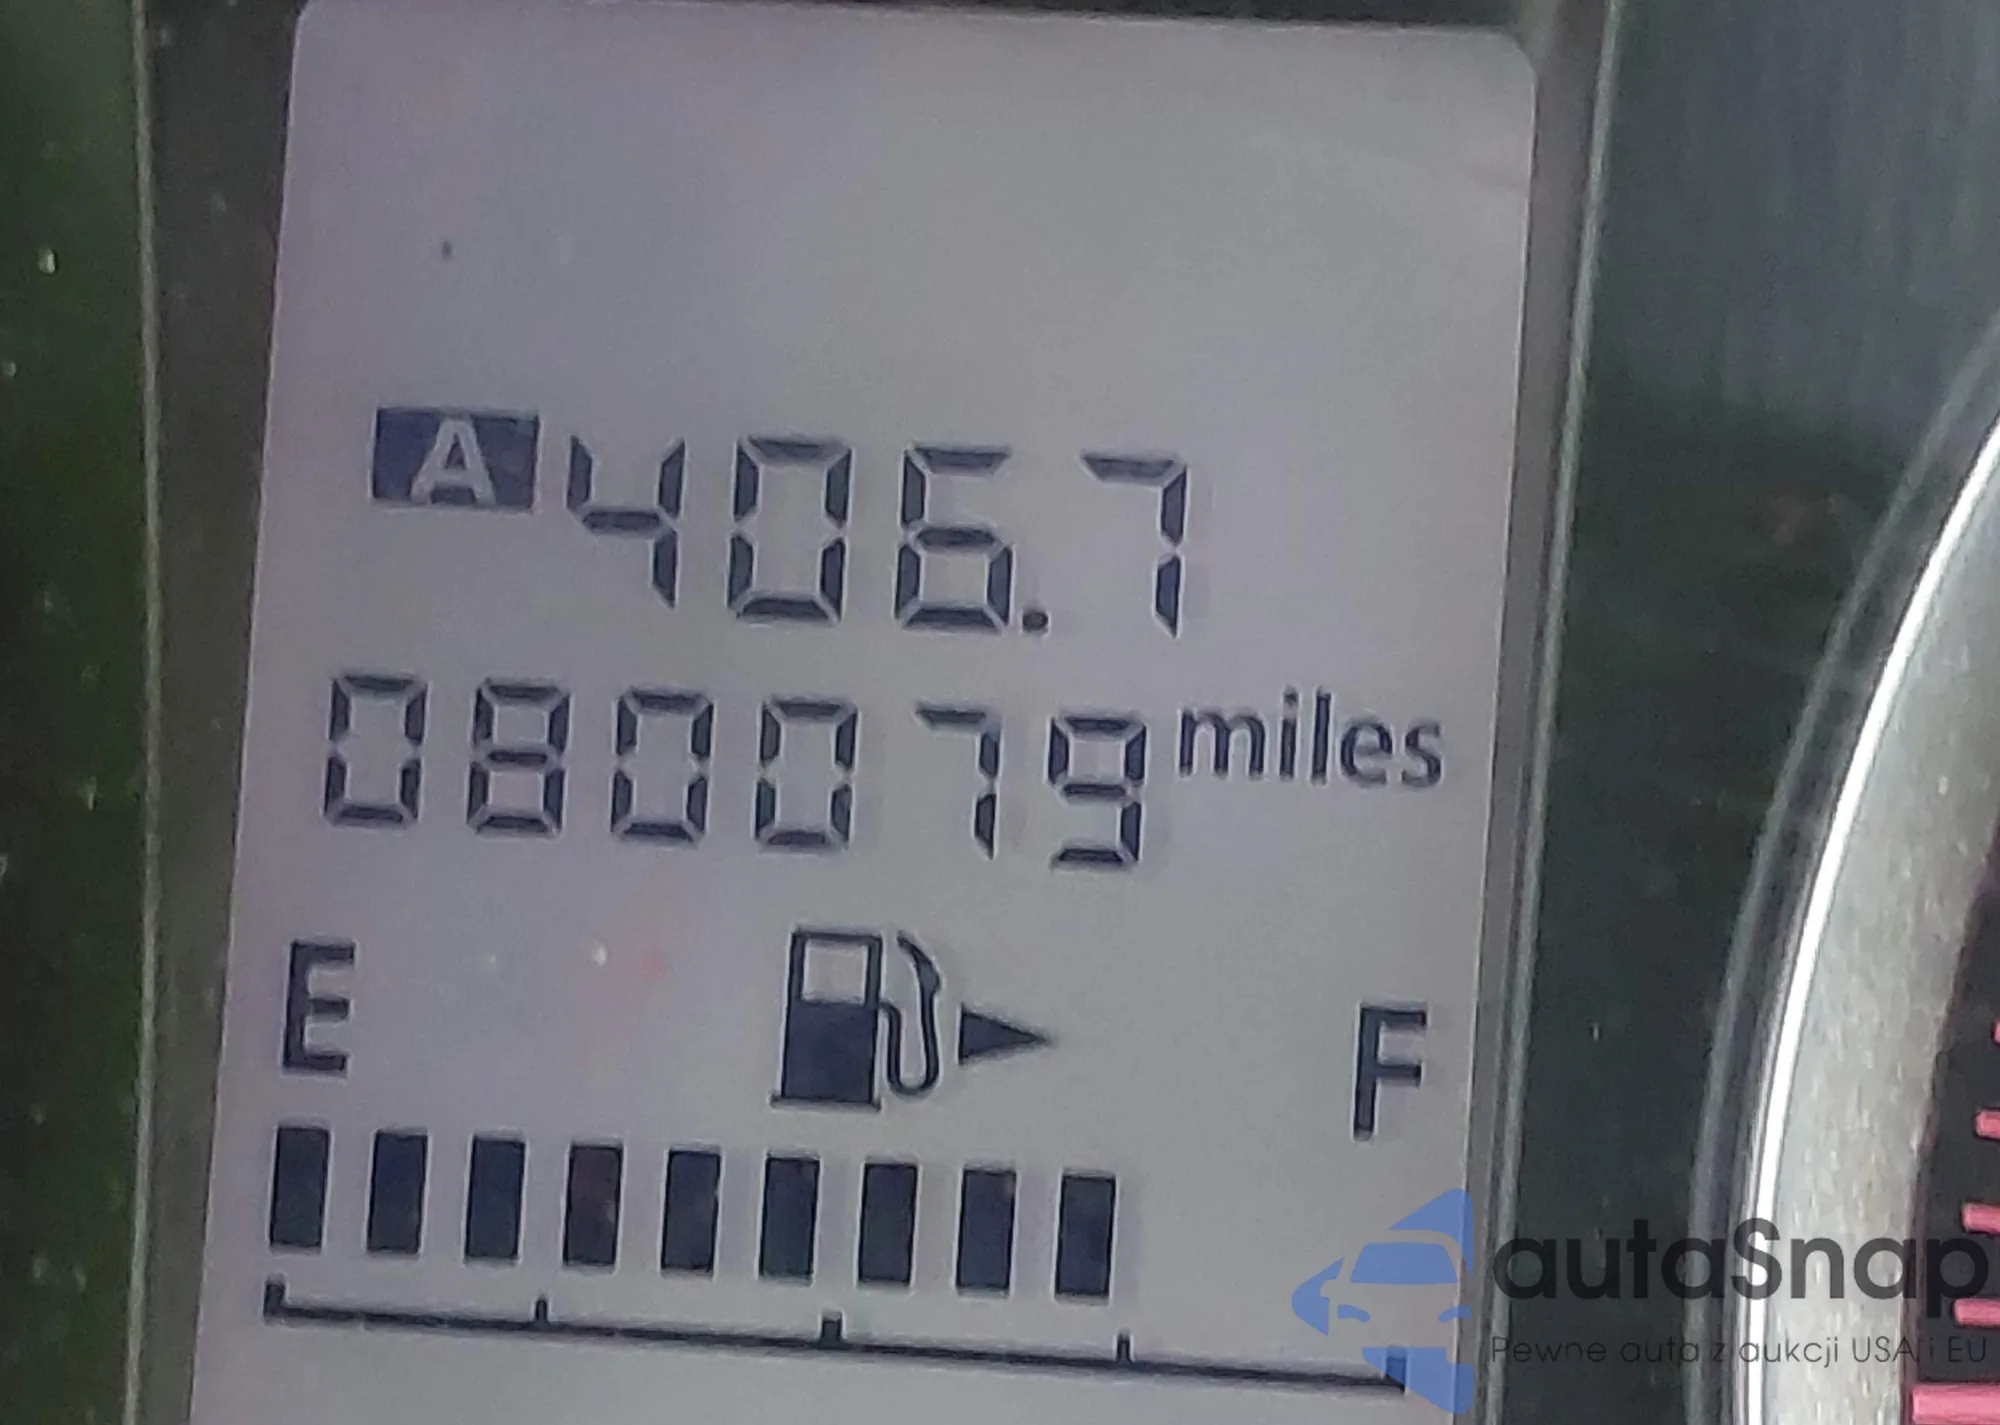 A 406.7
080079 miles
E F
autaSnap
Pewne auta z aukcji USA i EU